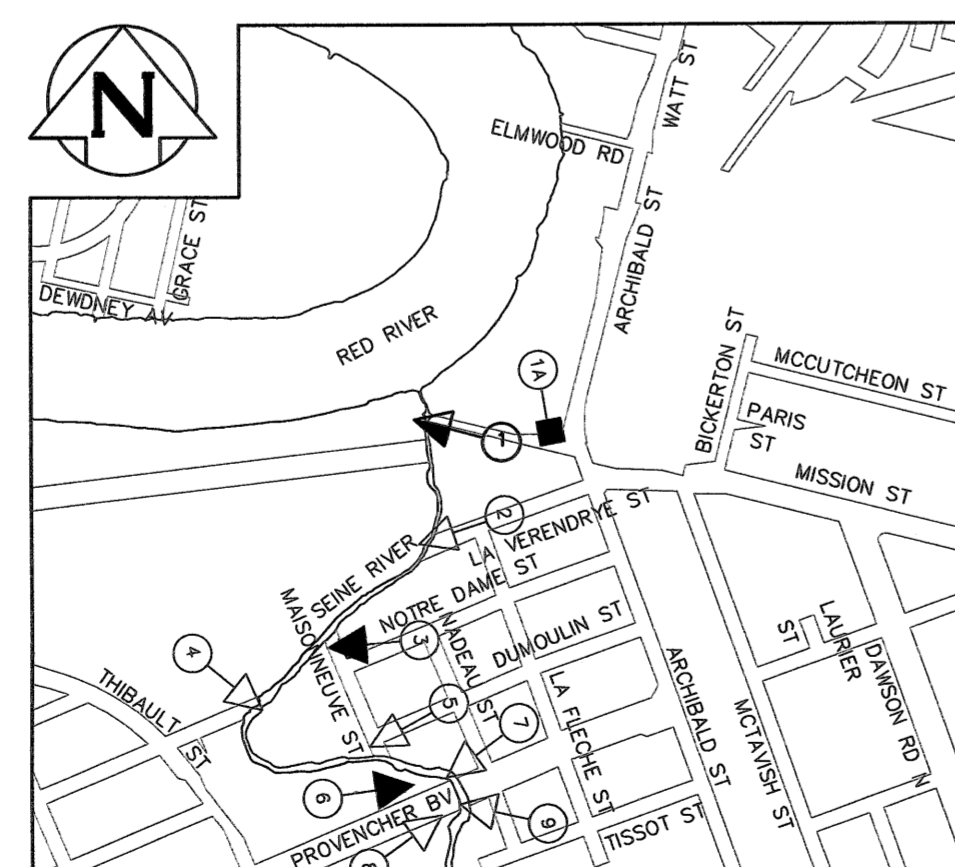 N
WATT ST
ELMWOOD RD
GRACE ST
ARCHIBALD ST
DEWDNEY AV
RED RIVER
BICKERTON ST
MCCUTCHEON ST
1A
PARIS
ST
1
MISSION ST
2
LA VERENDRYE ST
SEINE RIVER
NOTRE DAME ST
MAISONNEUVE ST
3
NADEAU ST
DUMOULIN ST
4
LAURIER
ST
THIBAULT
ST
ARCHIBALD ST
DAWSON RD N
LA FLECHE ST
MCTAVISH ST
5
7
6
PROVENCHER BV
9
TISSOT ST
8